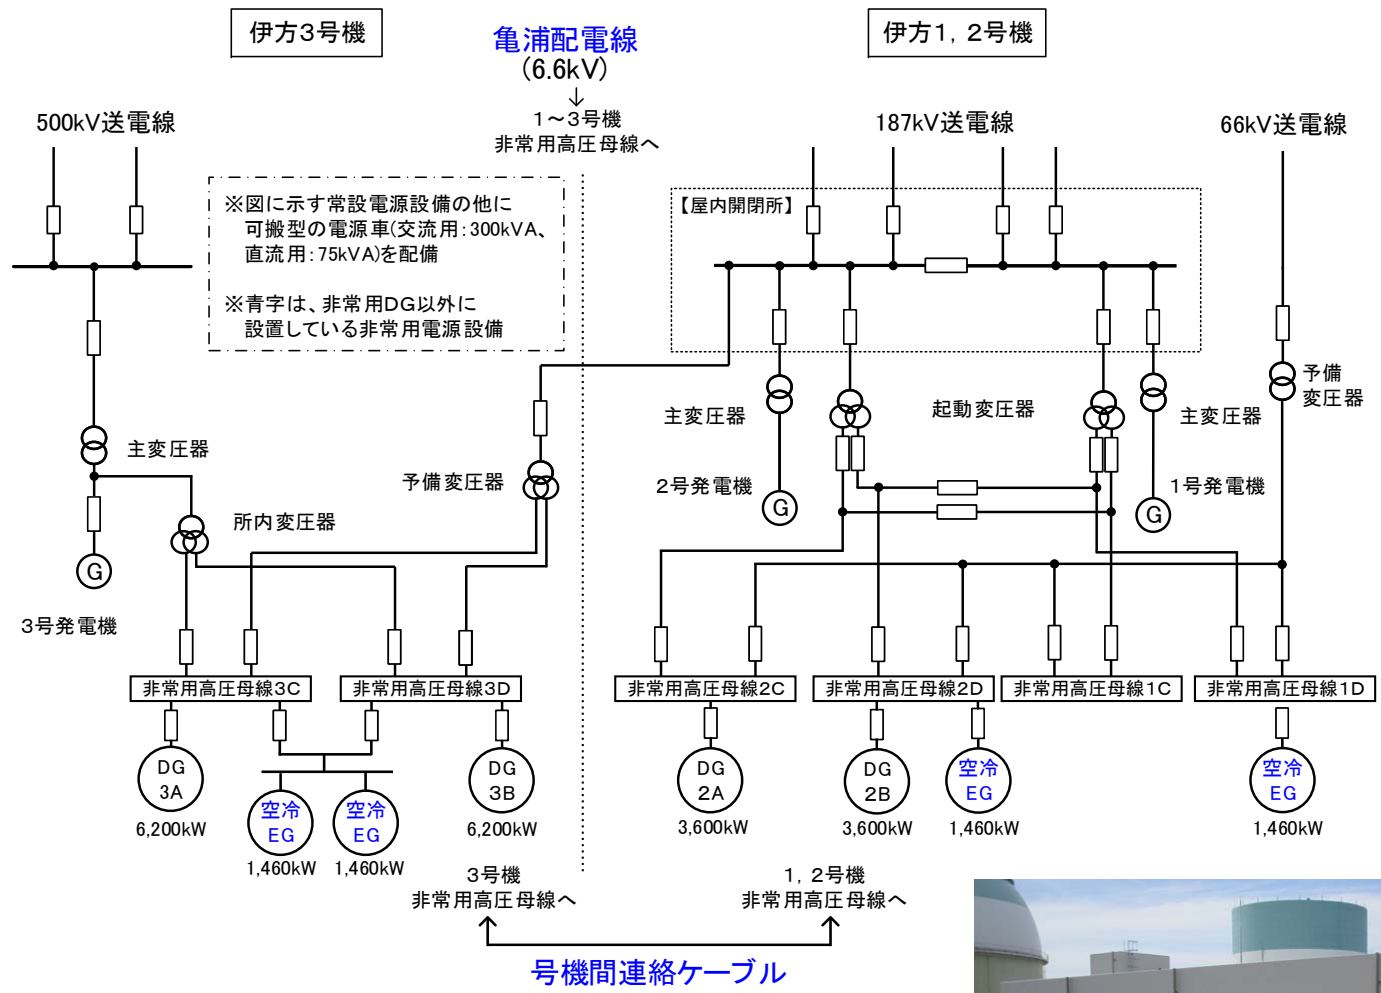 伊方3号機
亀浦配電線
(6.6kV)
1～3号機
非常用高圧母線へ
伊方1，2号機
500kV送電線
187kV送電線
66kV送電線
※図に示す常設電源設備の他に
可搬型の電源車(交流用：300kVA、
直流用：75kVA)を配備
※青字は、非常用DG以外に
設置している非常用電源設備
【屋内開閉所】
主変圧器
予備変圧器
所内変圧器
G
3号発電機
主変圧器
起動変圧器
主変圧器
予備
変圧器
2号発電機
G
1号発電機
G
非常用高圧母線3C
非常用高圧母線3D
非常用高圧母線2C
非常用高圧母線2D
非常用高圧母線1C
非常用高圧母線1D
DG
3A
6,200kW
空冷
EG
1,460kW
空冷
EG
1,460kW
DG
3B
6,200kW
DG
2A
3,600kW
DG
2B
3,600kW
空冷
EG
1,460kW
空冷
EG
1,460kW
3号機
非常用高圧母線へ
1，2号機
非常用高圧母線へ
号機間連絡ケーブル